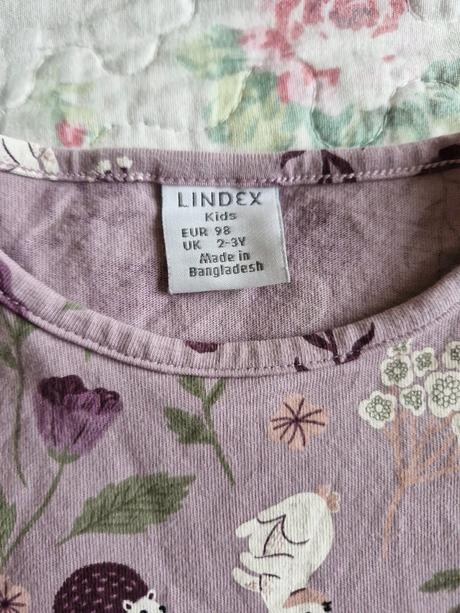 LINDEX
Kids
EUR 98
UK 2-3Y
Made in
Bangladesh